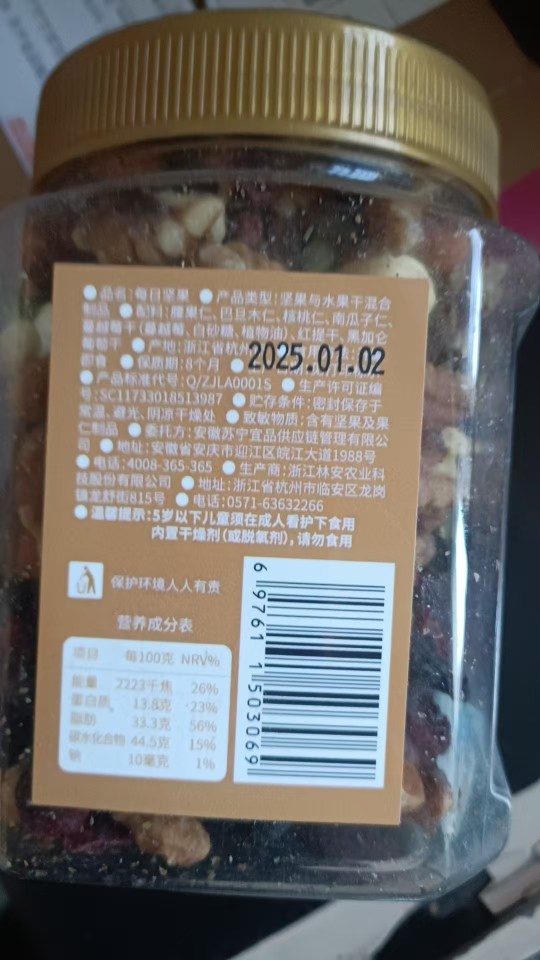 ●品名:每日坚果 ●产品类型:坚果与水果干混合
制品 ●配料:腰果仁、巴旦木仁、核桃仁、南瓜子仁、
蔓越莓干(蔓越莓、白砂糖、植物油)、红提干、黑加仑
葡萄干 ●产地:浙江省杭州
2025.01.02
即食 ●保质期:8个月 ●
●产品标准代号:Q/ZJLA0001S ●生产许可证编
号:SC11733018513987 ●贮存条件:密封保存于
常温、避光、阴凉干燥处 ●致敏物质:含有坚果及果
仁制品 ●委托方:安徽苏宁宜品供应链管理有限公
司 ●地址:安徽省安庆市迎江区皖江大道1988号
●电话:4008-365-365 ●生产商:浙江林安农业科
技股份有限公司 ●地址:浙江省杭州市临安区龙岗
镇龙舒街815号 ●电话:0571-63632266
●温馨提示:5岁以下儿童须在成人看护下食用
内置干燥剂(或脱氧剂),请勿食用
保护环境人人有责
营养成分表
项目 每100克 NRV%
能量 2223千焦 26%
蛋白质 13.8克 23%
脂肪 33.3克 56%
碳水化合物 44.5克 15%
钠 10毫克 1%
6 97611 503069